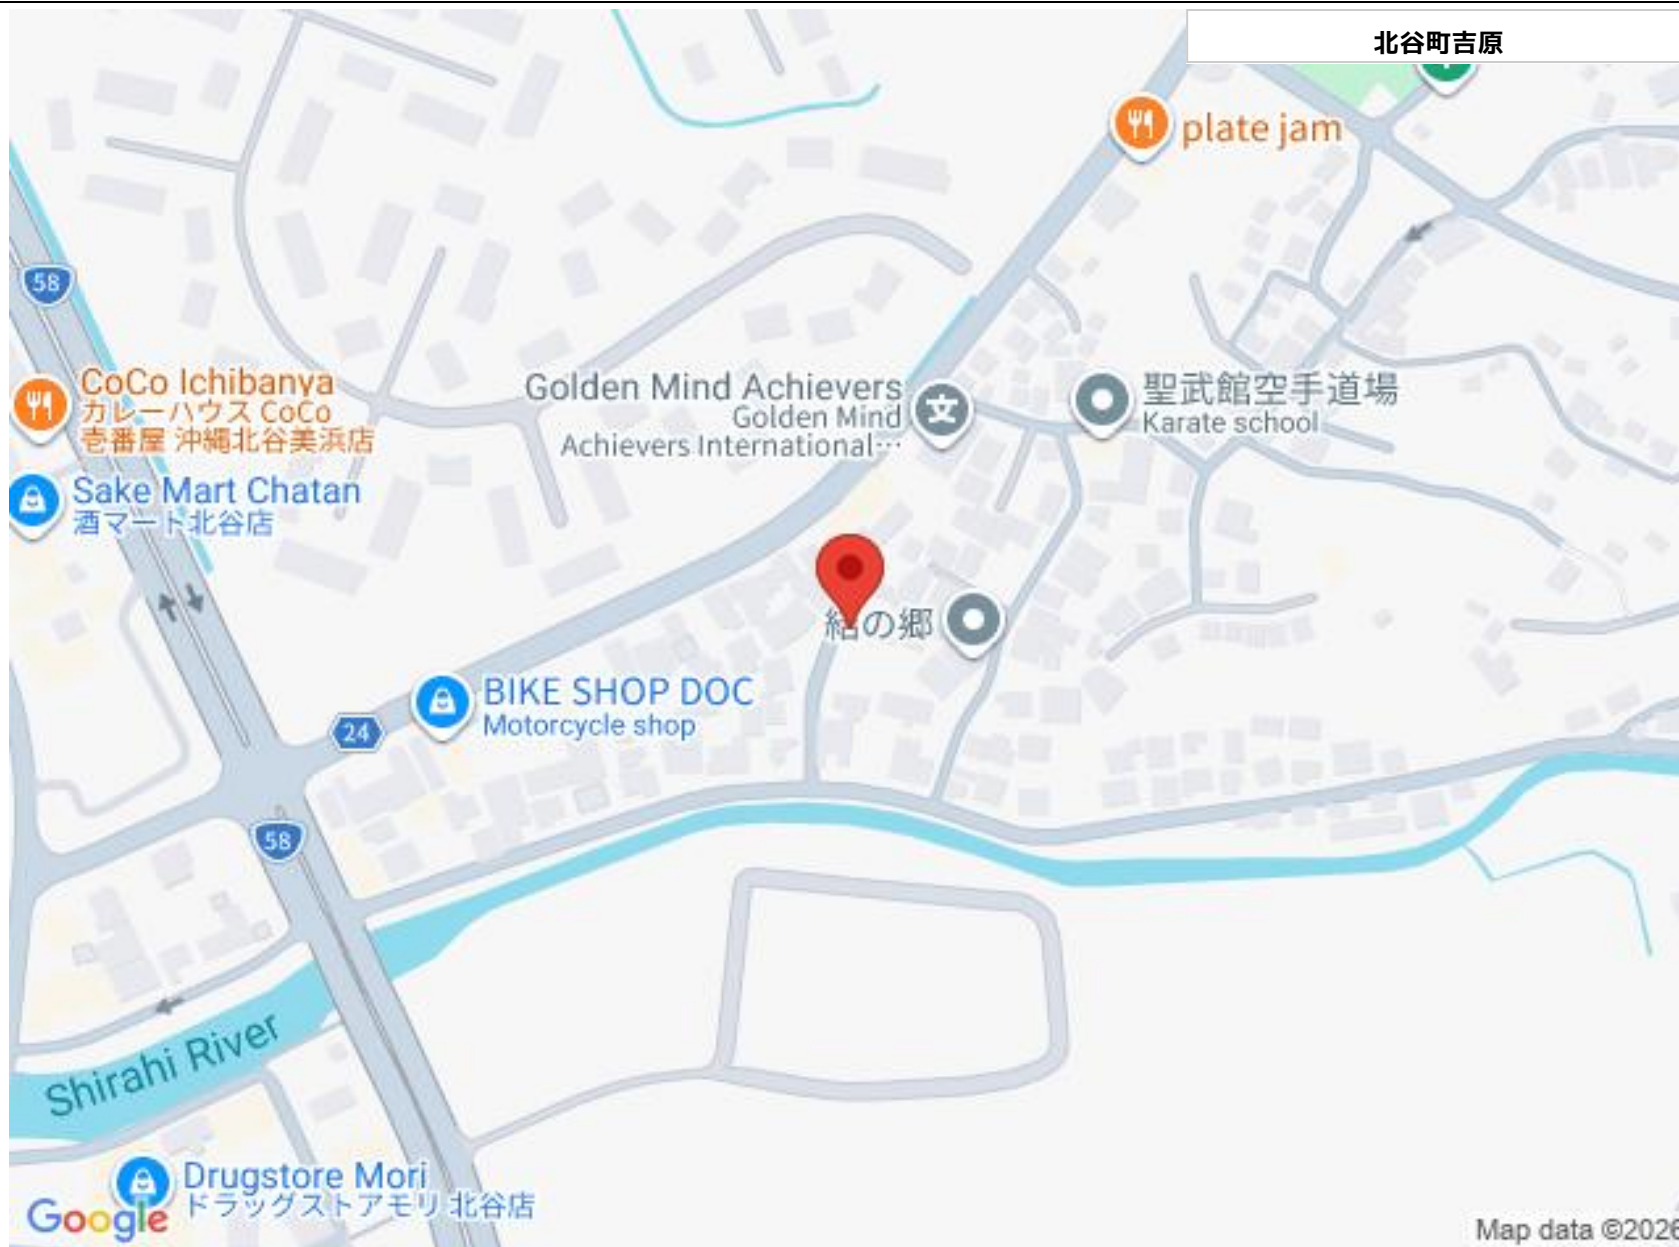 北谷町吉原
plate jam
58
CoCo Ichibanya
カレーハウス CoCo
壱番屋 沖縄北谷美浜店
Golden Mind Achievers
Golden Mind
Achievers International…
聖武館空手道場
Karate school
Sake Mart Chatan
酒マート北谷店
結の郷
BIKE SHOP DOC
Motorcycle shop
24
58
Shirahi River
Drugstore Mori
ドラッグストアモリ 北谷店
Google
Map data ©2026